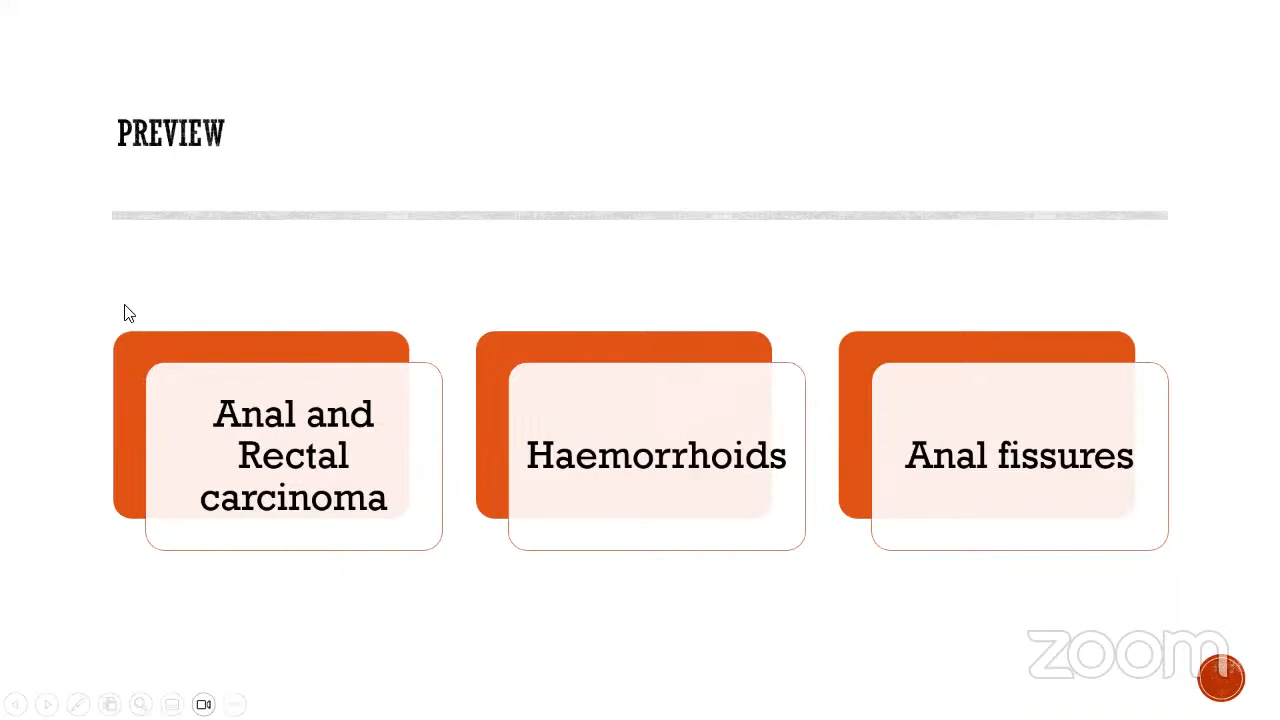 PREVIEW
Anal and
Rectal
carcinoma
Haemorrhoids
Anal fissures
zoom